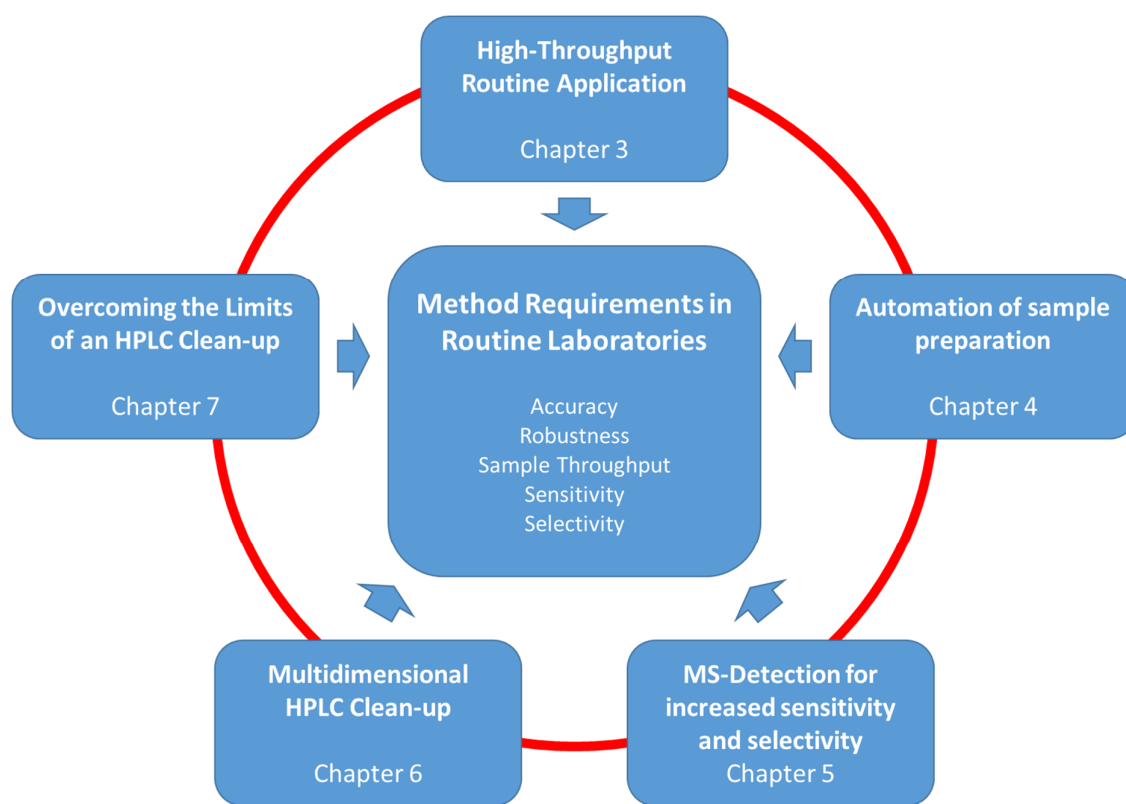 High-Throughput
Routine Application
Chapter 3
Overcoming the Limits
of an HPLC Clean-up
Chapter 7
Method Requirements in
Routine Laboratories
Accuracy
Robustness
Sample Throughput
Sensitivity
Selectivity
Automation of sample
preparation
Chapter 4
Multidimensional
HPLC Clean-up
Chapter 6
MS-Detection for
increased sensitivity
and selectivity
Chapter 5